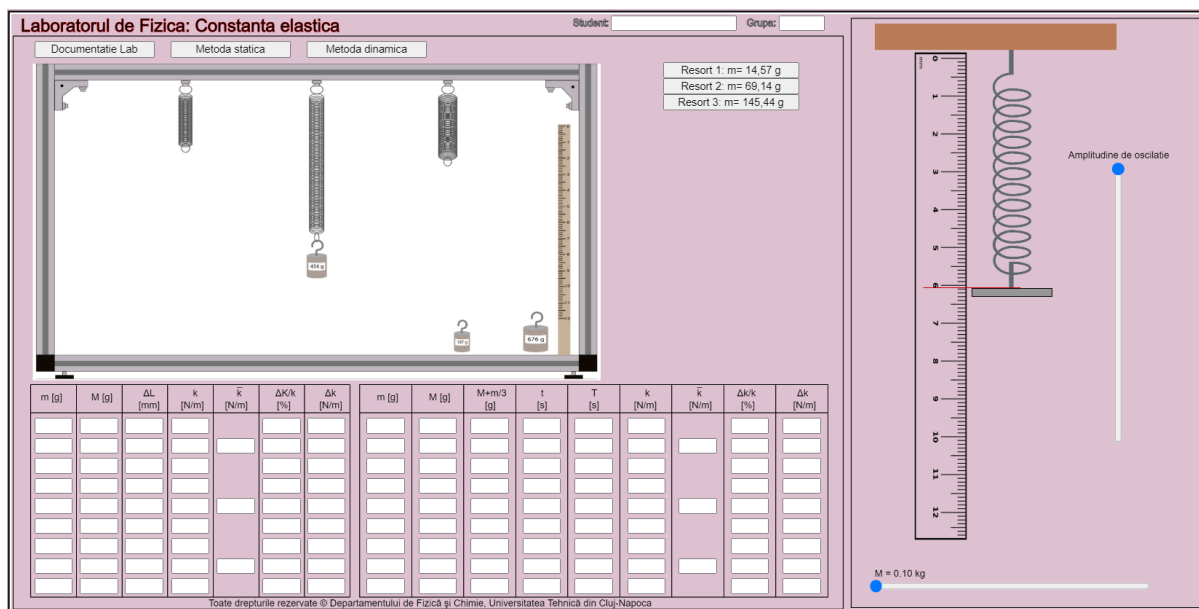 Laboratorul de Fizica: Constanta elastica
Student:
Grupa:
Documentatie Lab
Metoda statica
Metoda dinamica
Resort 1: m= 14,57 g
Resort 2: m= 69,14 g
Resort 3: m= 145,44 g
454 g
676 g
m [g] M [g] ΔL [mm] k [N/m] k̅ [N/m] ΔK/k [%] Δk [N/m]
m [g] M [g] M+m/3 [g] t [s] T [s] k [N/m] k̅ [N/m] Δk/k [%] Δk [N/m]
Toate drepturile rezervate © Departamentului de Fizică și Chimie, Universitatea Tehnică din Cluj-Napoca
mm
0
1
2
3
4
5
6
7
8
9
10
11
12
Amplitudine de oscilatie
M = 0.10 kg